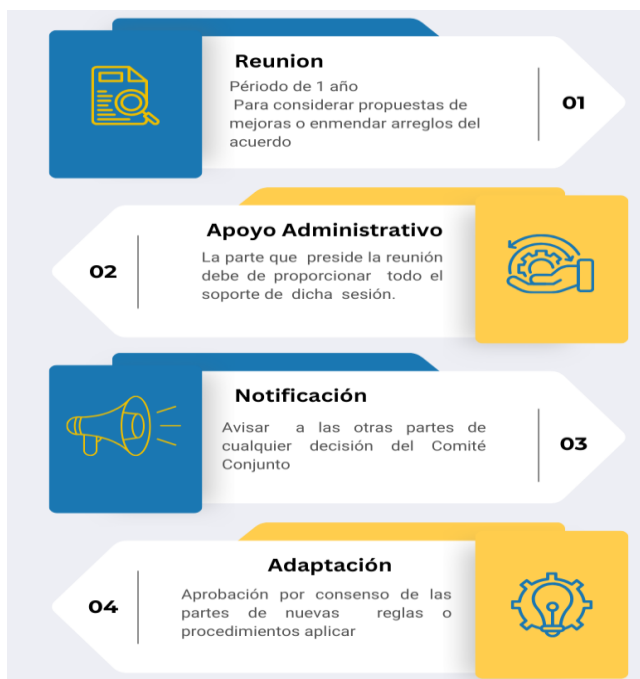 Reunion
Périodo de 1 año
Para considerar propuestas de
mejoras o enmendar arreglos del
acuerdo
01
Apoyo Administrativo
La parte que preside la reunión
debe de proporcionar todo el
soporte de dicha sesión.
02
Notificación
Avisar a las otras partes de
cualquier decisión del Comité
Conjunto
03
Adaptación
Aprobación por consenso de las
partes de nuevas reglas o
procedimientos aplicar
04